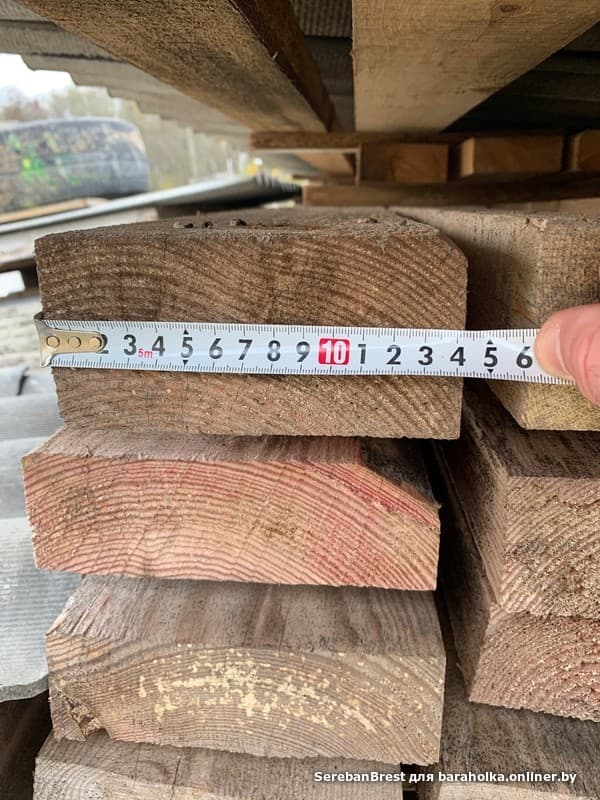 2 3 4 5 6 7 8 9 10 1 2 3 4 5 6
5m
SerebanBrest для baraholka.onliner.by